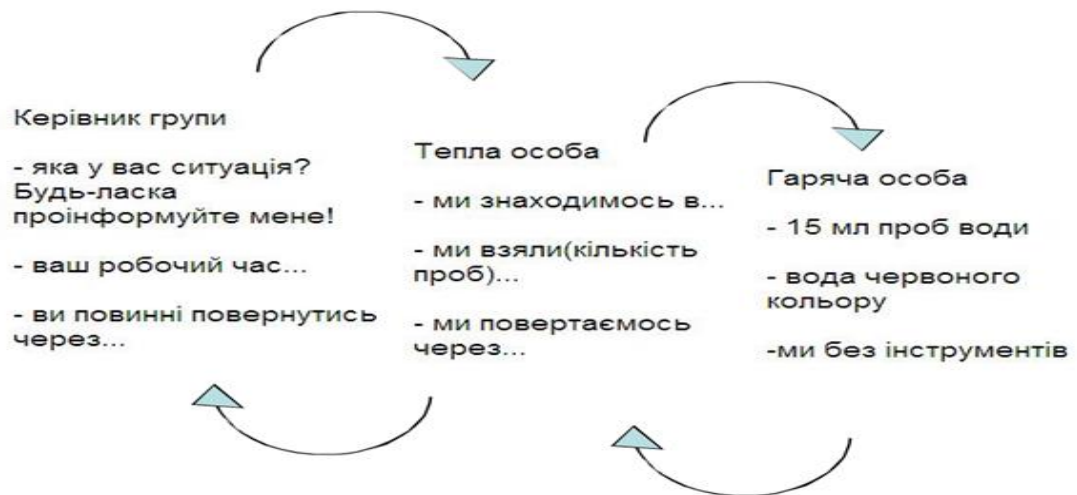 Керівник групи
- яка у вас ситуація?
Будь-ласка
проінформуйте мене!
- ваш робочий час...
- ви повинні повернутись
через...
Тепла особа
- ми знаходимось в...
- ми взяли(кількість
проб)...
- ми повертаємось
через...
Гаряча особа
- 15 мл проб води
- вода червоного
кольору
-ми без інструментів